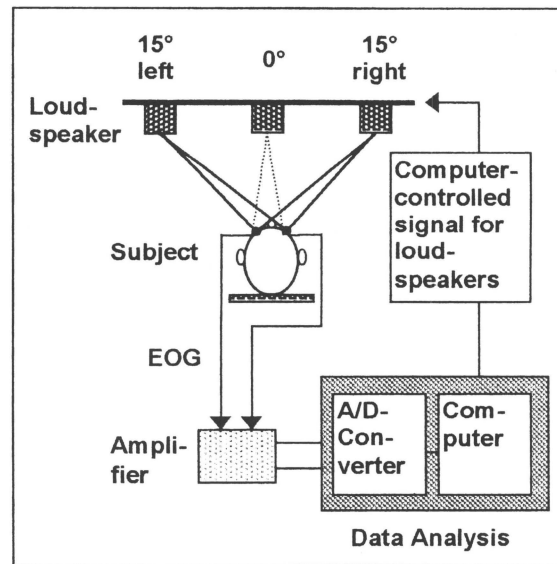 15° 0° 15°
left right
Loud-
speaker
Computer-
controlled
signal for
loud-
speakers
Subject
EOG
A/D-
Con-
verter
Com-
puter
Ampli-
fier
Data Analysis